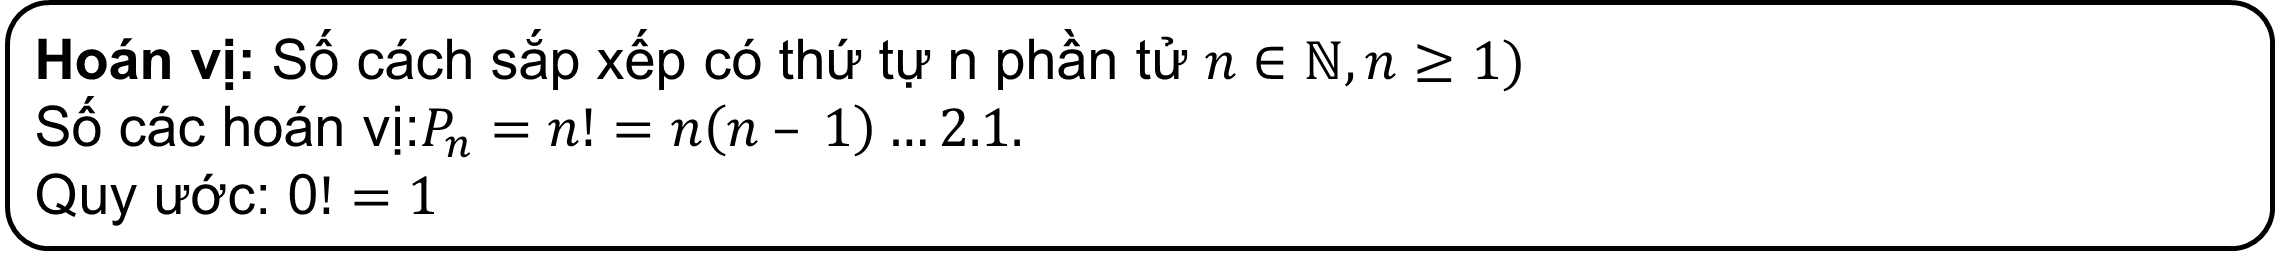 Hoán vị: Số cách sắp xếp có thứ tự n phần tử n ∈ ℕ, n ≥ 1)
Số các hoán vị:Pₙ = n! = n(n – 1) ... 2.1.
Quy ước: 0! = 1